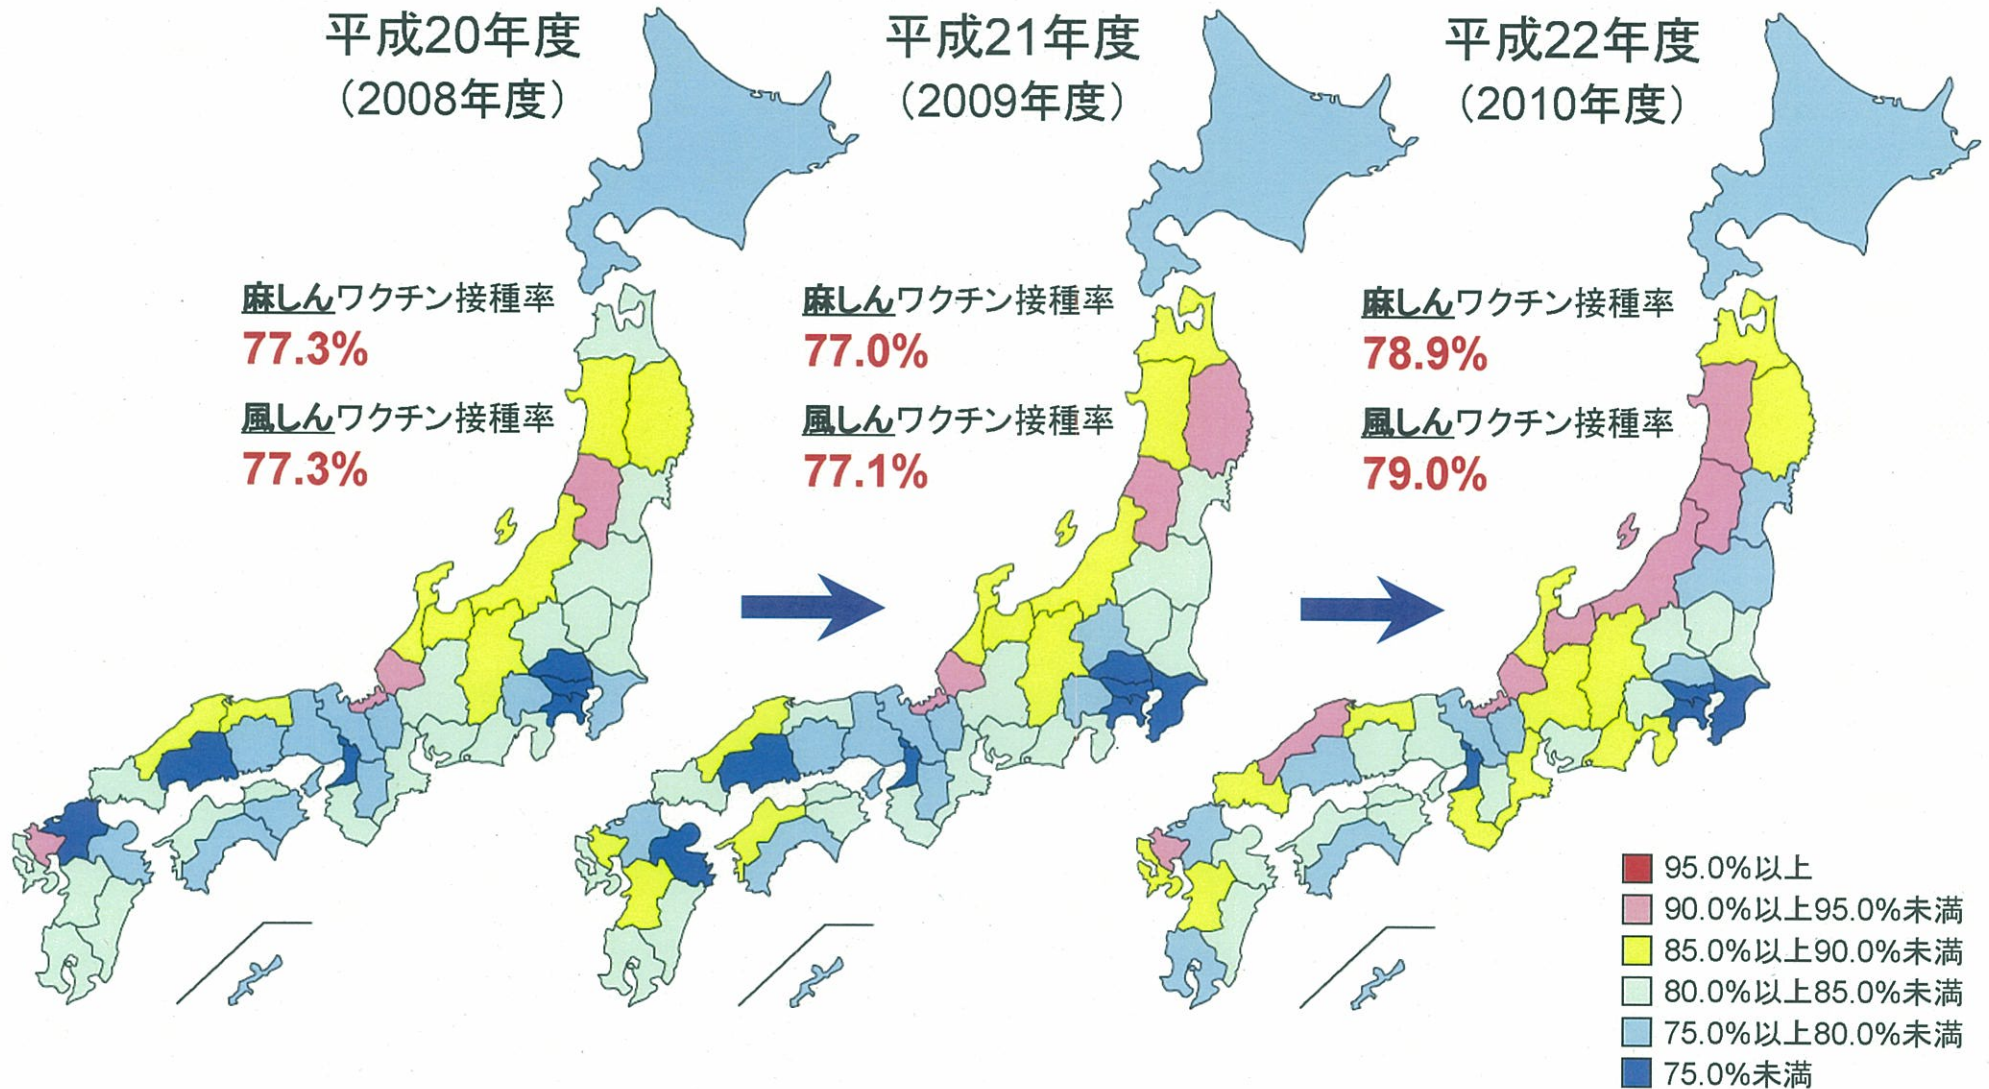 平成20年度
（2008年度）
麻しんワクチン接種率
77.3%
風しんワクチン接種率
77.3%
平成21年度
（2009年度）
麻しんワクチン接種率
77.0%
風しんワクチン接種率
77.1%
平成22年度
（2010年度）
麻しんワクチン接種率
78.9%
風しんワクチン接種率
79.0%
95.0%以上
90.0%以上95.0%未満
85.0%以上90.0%未満
80.0%以上85.0%未満
75.0%以上80.0%未満
75.0%未満